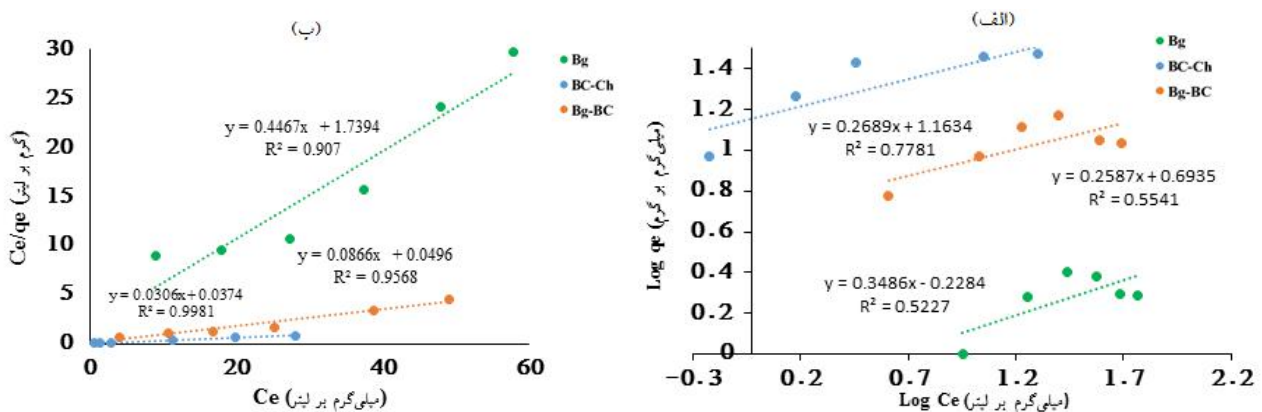 (ب)
30
25
20
15
10
5
0
0 20 40 60
Ce/qe (گرم بر لیتر)
Ce (میلی‌گرم بر لیتر)
Bg
BC-Ch
Bg-BC
y = 0.4467x + 1.7394
R² = 0.907
y = 0.0866x + 0.0496
R² = 0.9568
y = 0.0306x + 0.0374
R² = 0.9981
(الف)
1.4
1.2
1
0.8
0.6
0.4
0.2
0
-0.3 0.2 0.7 1.2 1.7 2.2
Log qe (میلی‌گرم بر گرم)
Log Ce (میلی‌گرم بر لیتر)
Bg
BC-Ch
Bg-BC
y = 0.2689x + 1.1634
R² = 0.7781
y = 0.2587x + 0.6935
R² = 0.5541
y = 0.3486x - 0.2284
R² = 0.5227